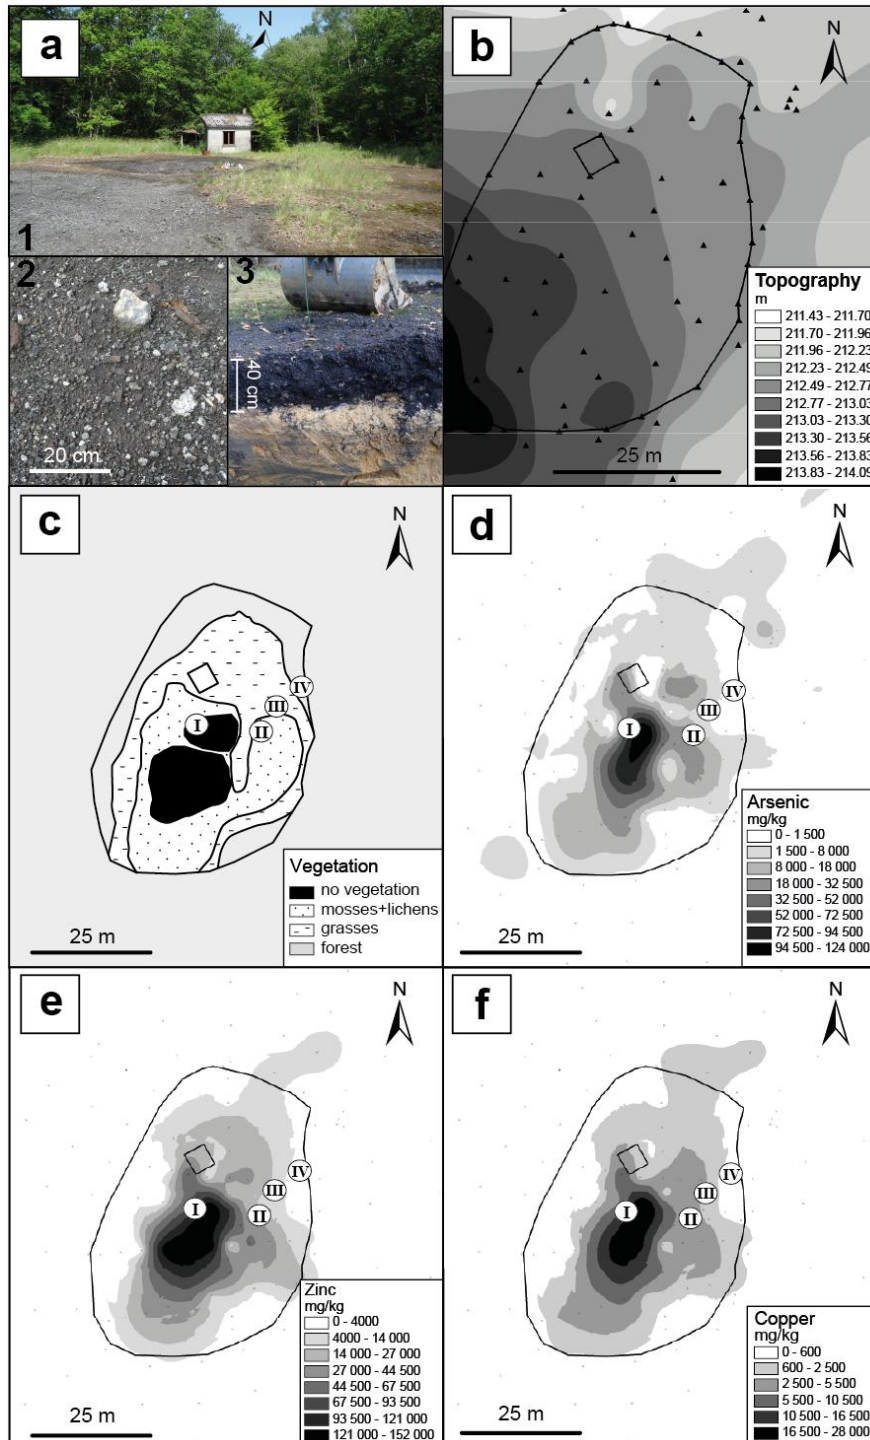 a
N
1
2
20 cm
3
40 cm
b
N
25 m
Topography
m
211.43 - 211.70
211.70 - 211.96
211.96 - 212.23
212.23 - 212.49
212.49 - 212.77
212.77 - 213.03
213.03 - 213.30
213.30 - 213.56
213.56 - 213.83
213.83 - 214.09
c
N
IV
III
I
II
25 m
Vegetation
no vegetation
mosses+lichens
grasses
forest
d
N
IV
III
I
II
25 m
Arsenic
mg/kg
0 - 1 500
1 500 - 8 000
8 000 - 18 000
18 000 - 32 500
32 500 - 52 000
52 000 - 72 500
72 500 - 94 500
94 500 - 124 000
e
N
IV
III
I
II
25 m
Zinc
mg/kg
0 - 4000
4000 - 14 000
14 000 - 27 000
27 000 - 44 500
44 500 - 67 500
67 500 - 93 500
93 500 - 121 000
121 000 - 152 000
f
N
IV
III
I
II
25 m
Copper
mg/kg
0 - 600
600 - 2 500
2 500 - 5 500
5 500 - 10 500
10 500 - 16 500
16 500 - 28 000